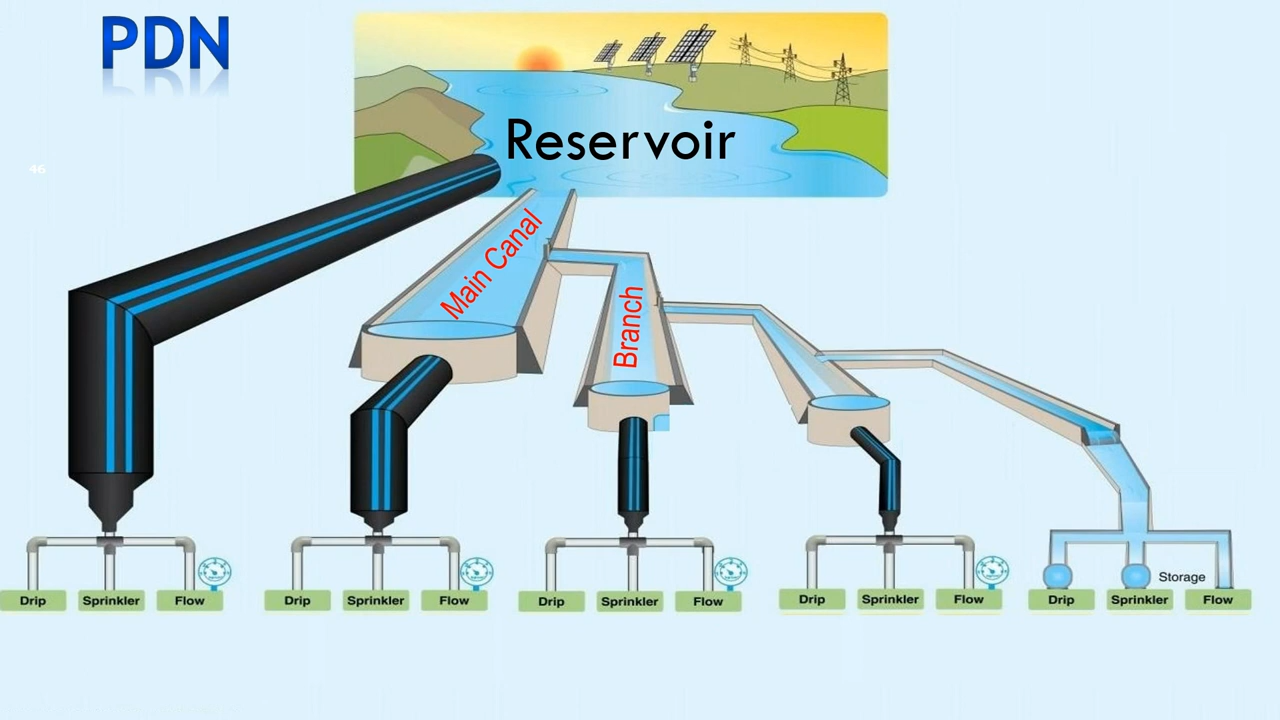 PDN
46
Reservoir
Main Canal
Branch
Storage
Drip Sprinkler Flow
Drip Sprinkler Flow
Drip Sprinkler Flow
Drip Sprinkler Flow
Drip Sprinkler Flow